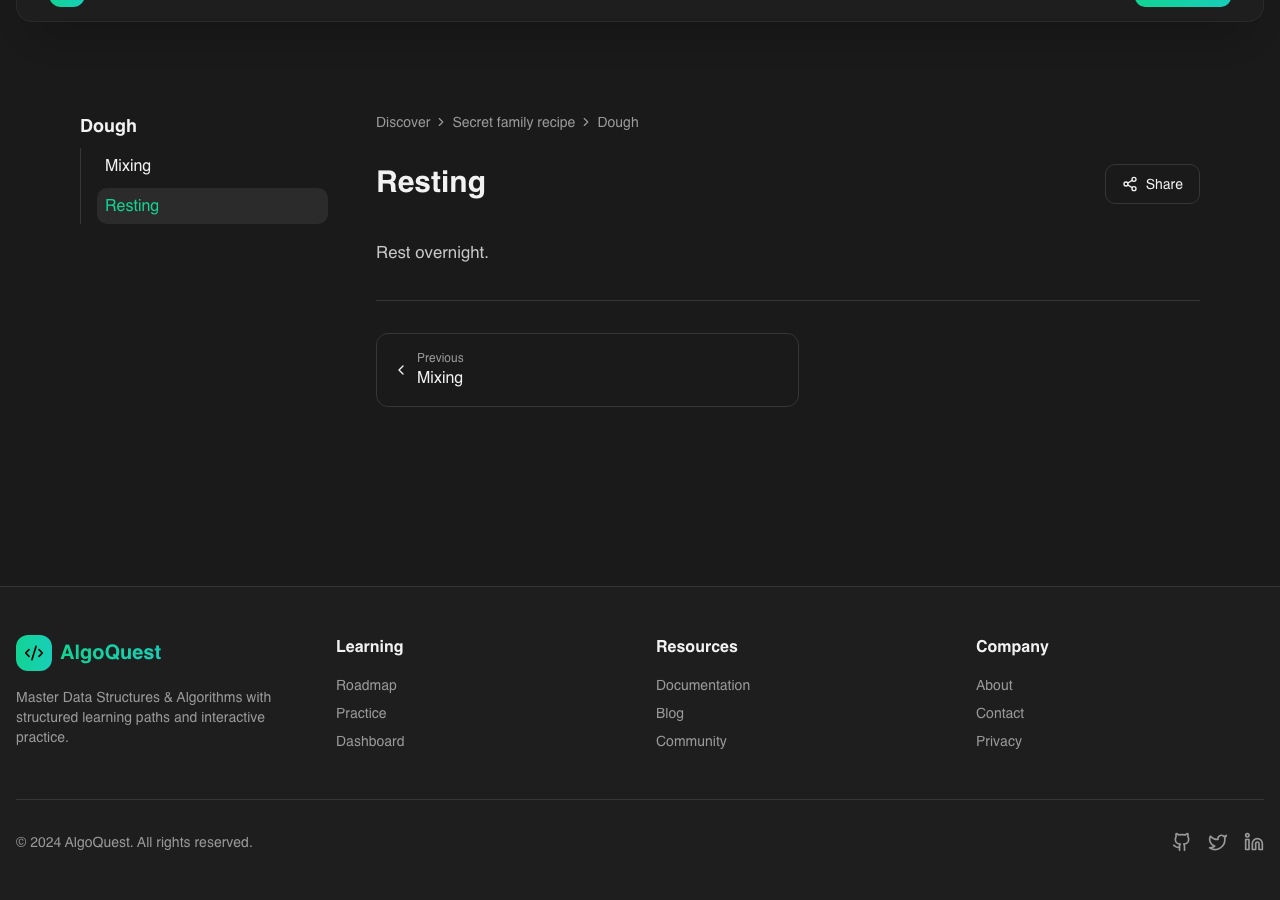 Dough
Mixing
Resting
Discover
Secret family recipe
Dough
Resting
Share
Rest overnight.
Previous
Mixing
AlgoQuest
Master Data Structures & Algorithms with
structured learning paths and interactive
practice.
Learning
Roadmap
Practice
Dashboard
Resources
Documentation
Blog
Community
Company
About
Contact
Privacy
© 2024 AlgoQuest. All rights reserved.